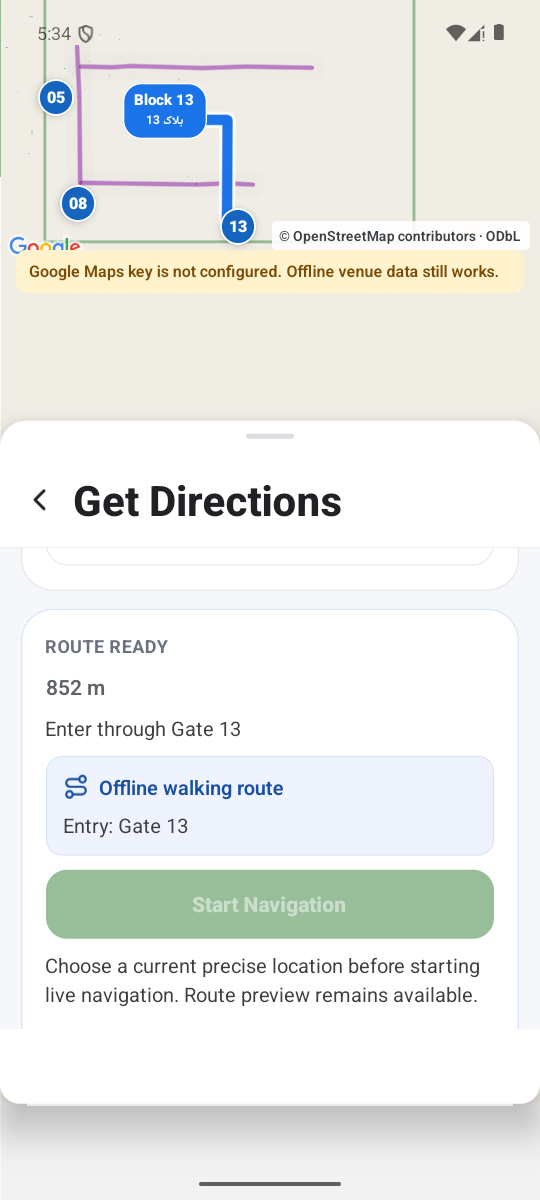 5:34
05
Block 13
بلاک 13
08
13
Google
© OpenStreetMap contributors · ODbL
Google Maps key is not configured. Offline venue data still works.
Get Directions
ROUTE READY
852 m
Enter through Gate 13
Offline walking route
Entry: Gate 13
Start Navigation
Choose a current precise location before starting
live navigation. Route preview remains available.